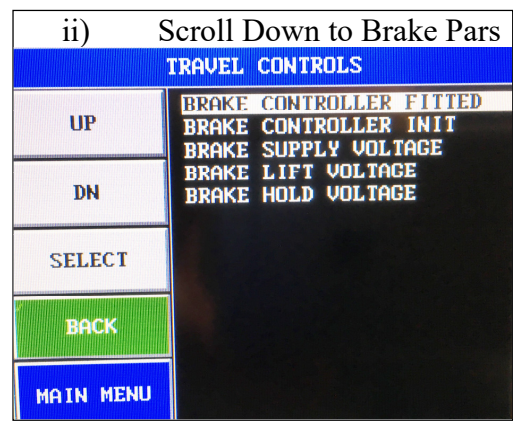 ii) Scroll Down to Brake Pars
TRAVEL CONTROLS
UP
DN
SELECT
BACK
MAIN MENU
BRAKE CONTROLLER FITTED
BRAKE CONTROLLER INIT
BRAKE SUPPLY VOLTAGE
BRAKE LIFT VOLTAGE
BRAKE HOLD VOLTAGE